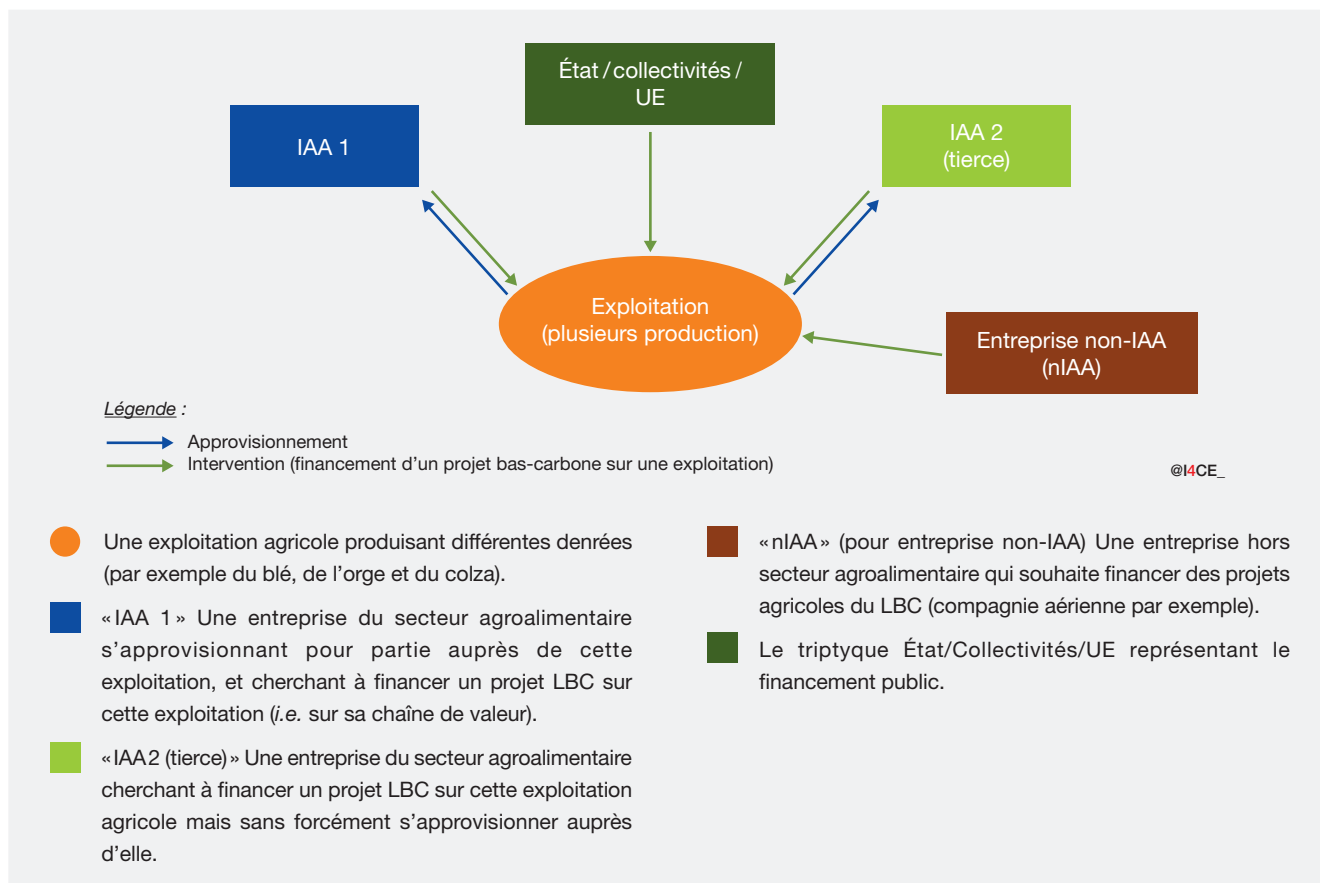 État / collectivités /
UE
IAA 1
IAA 2
(tierce)
Exploitation
(plusieurs production)
Entreprise non-IAA
(nIAA)
Légende :
Approvisionnement
Intervention (financement d’un projet bas-carbone sur une exploitation)
@I4CE_
Une exploitation agricole produisant différentes denrées
(par exemple du blé, de l’orge et du colza).
« IAA 1 » Une entreprise du secteur agroalimentaire
s’approvisionnant pour partie auprès de cette
exploitation, et cherchant à financer un projet LBC sur
cette exploitation (i.e. sur sa chaîne de valeur).
« IAA 2 (tierce) » Une entreprise du secteur agroalimentaire
cherchant à financer un projet LBC sur cette exploitation
agricole mais sans forcément s’approvisionner auprès
d’elle.
« nIAA » (pour entreprise non-IAA) Une entreprise hors
secteur agroalimentaire qui souhaite financer des projets
agricoles du LBC (compagnie aérienne par exemple).
Le triptyque État/Collectivités/UE représentant le
financement public.